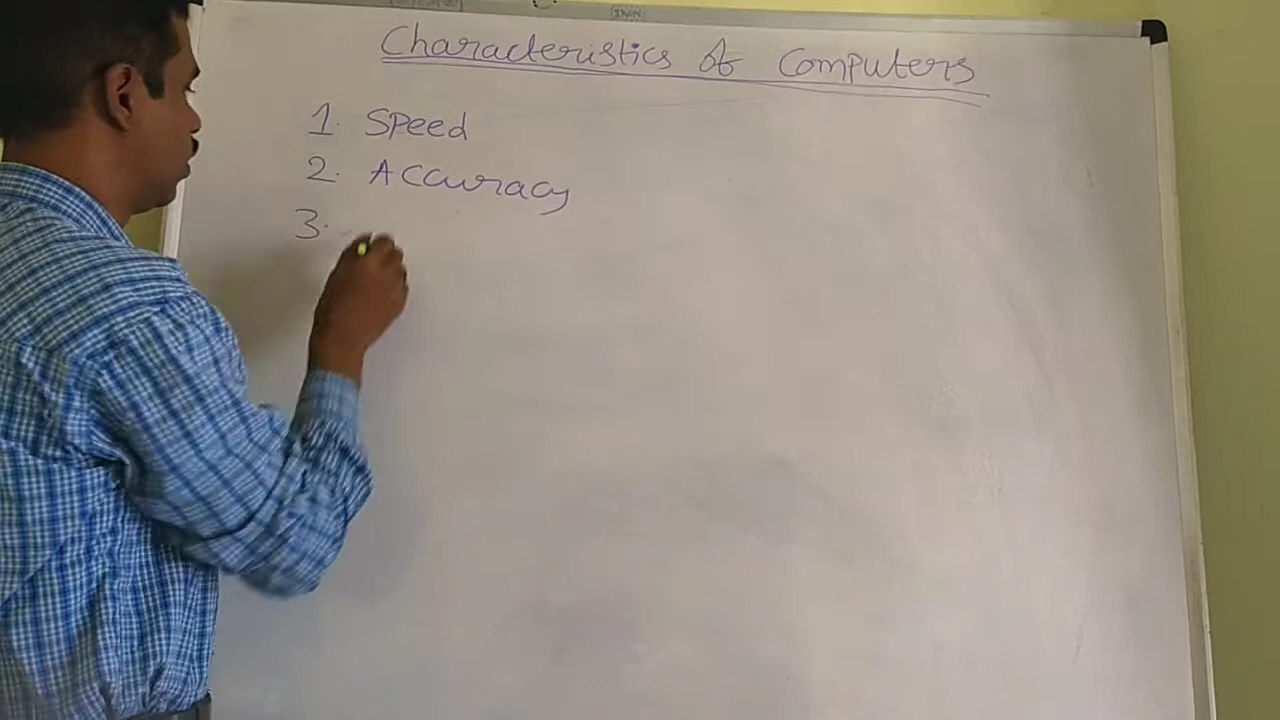 Characteristics of Computers
1. Speed
2. Accuracy
3.